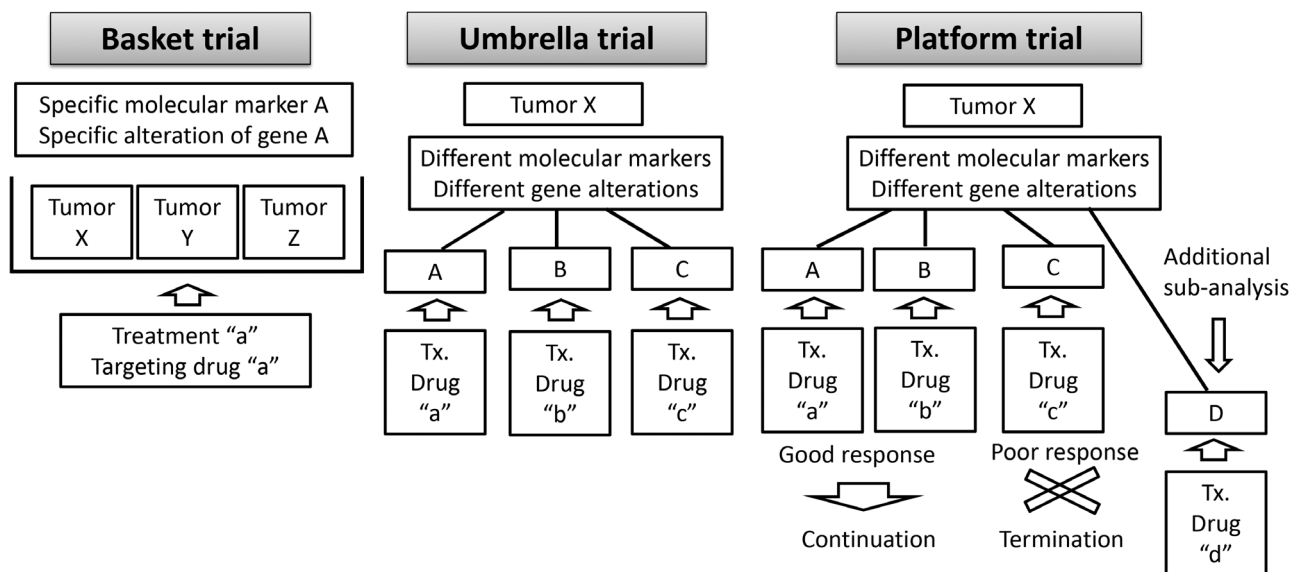 Basket trial
Specific molecular marker A
Specific alteration of gene A
Tumor
X
Tumor
Y
Tumor
Z
Treatment “a”
Targeting drug “a”
Umbrella trial
Tumor X
Different molecular markers
Different gene alterations
A
B
C
Tx.
Drug
“a”
Tx.
Drug
“b”
Tx.
Drug
“c”
Platform trial
Tumor X
Different molecular markers
Different gene alterations
A
B
C
Additional
sub-analysis
Tx.
Drug
“a”
Tx.
Drug
“b”
Tx.
Drug
“c”
D
Good response
Poor response
Continuation
Termination
Tx.
Drug
“d”